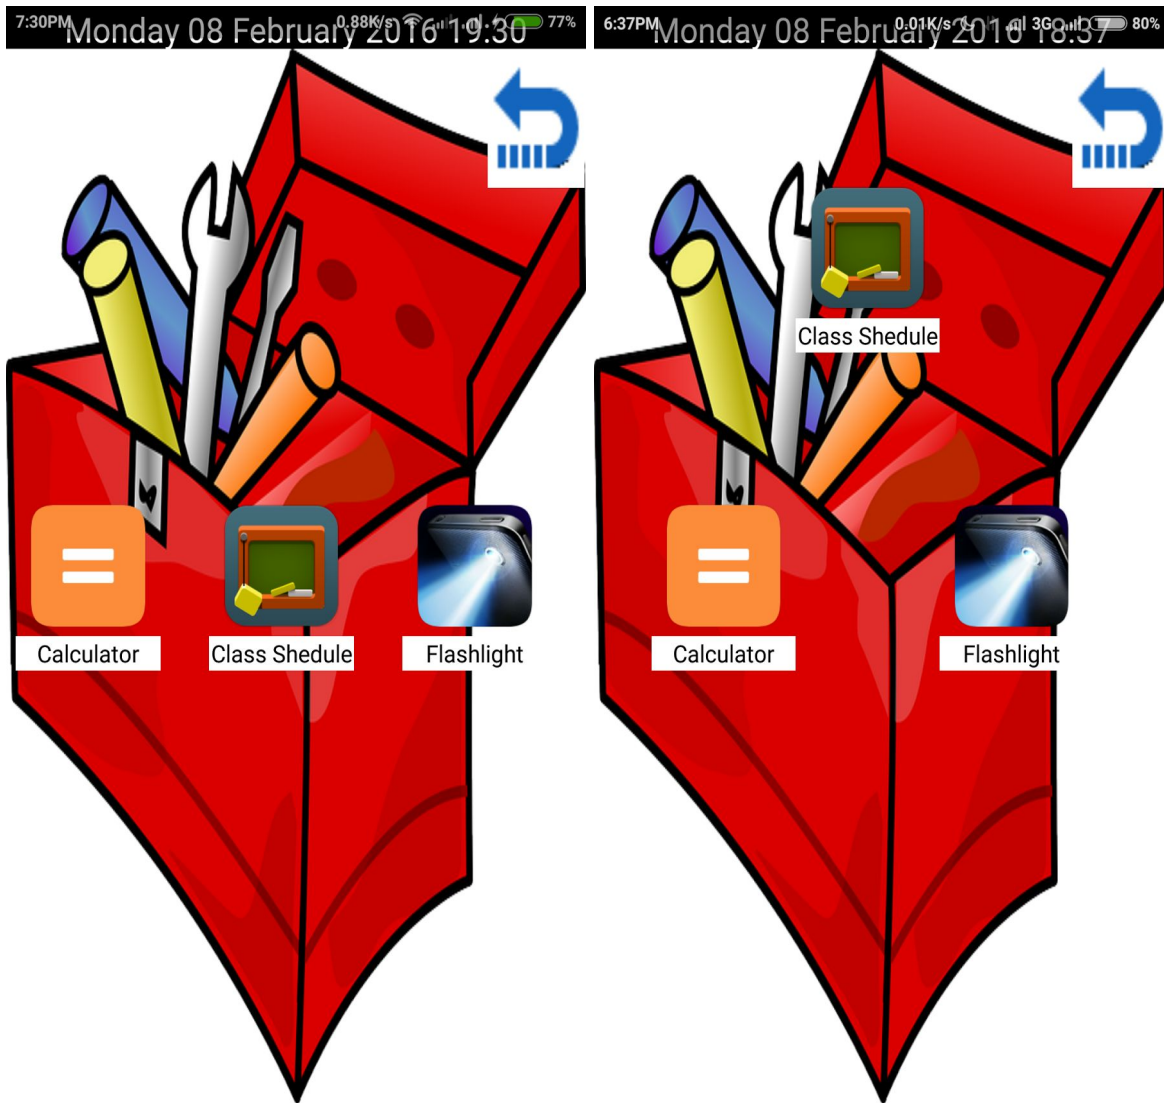 7:30PM 0.88K/s 77%
Monday 08 February 2016 19:30
Calculator
Class Shedule
Flashlight
6:37PM 0.01K/s 3G 80%
Monday 08 February 2016 18:37
Class Shedule
Calculator
Flashlight